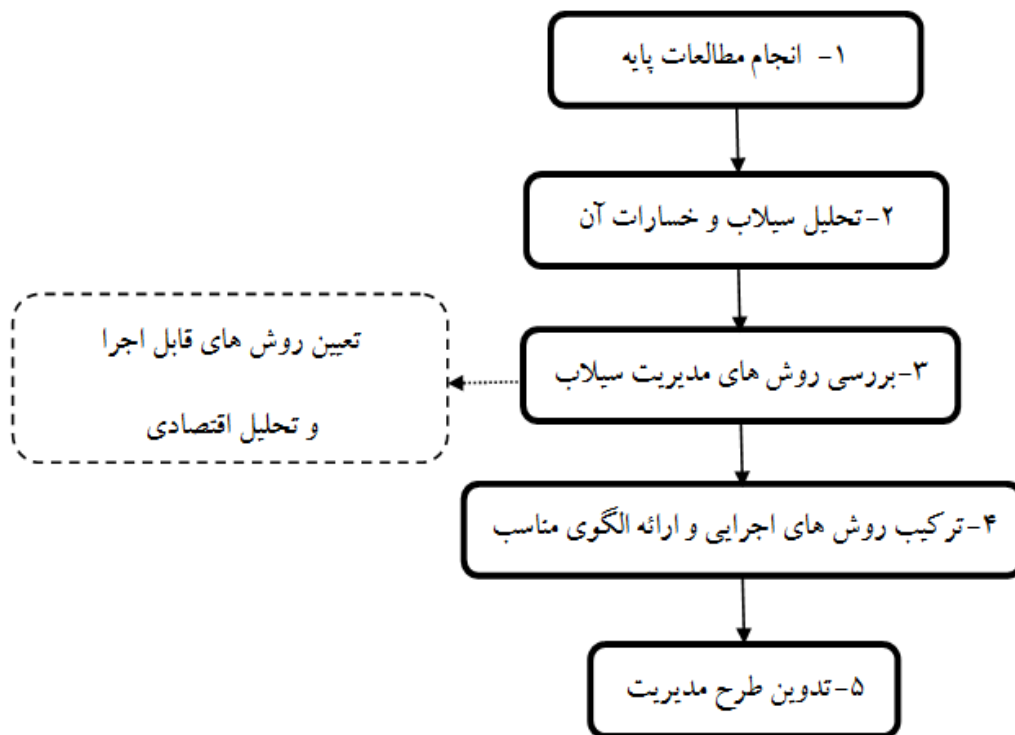 ۱- انجام مطالعات پایه
۲-تحلیل سیلاب و خسارات آن
۳-بررسی روش های مدیریت سیلاب
تعیین روش های قابل اجرا
و تحلیل اقتصادی
۴-ترکیب روش های اجرایی و ارائه الگوی مناسب
۵-تدوین طرح مدیریت